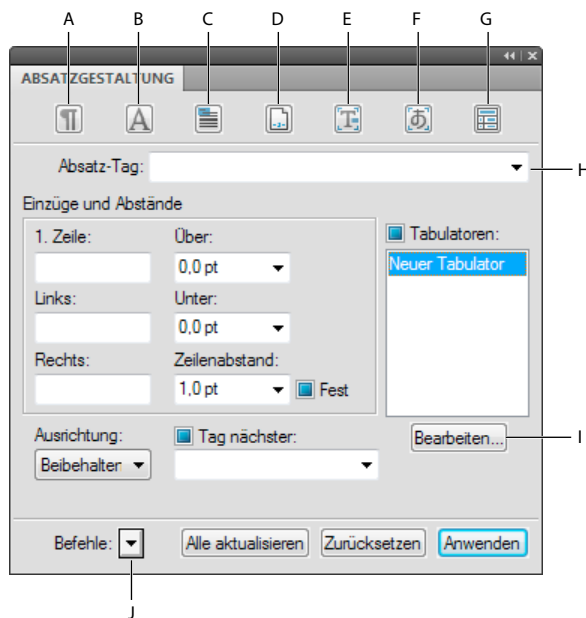 A B C D E F G
ABSATZGESTALTUNG
Absatz-Tag:
H
Einzüge und Abstände
1. Zeile: Über: Tabulatoren:
0,0 pt Neuer Tabulator
Links: Unter:
0,0 pt
Rechts: Zeilenabstand:
1,0 pt Fest
Ausrichtung: Tag nächster: Bearbeiten... I
Beibehalten
Befehle: Alle aktualisieren Zurücksetzen Anwenden
J